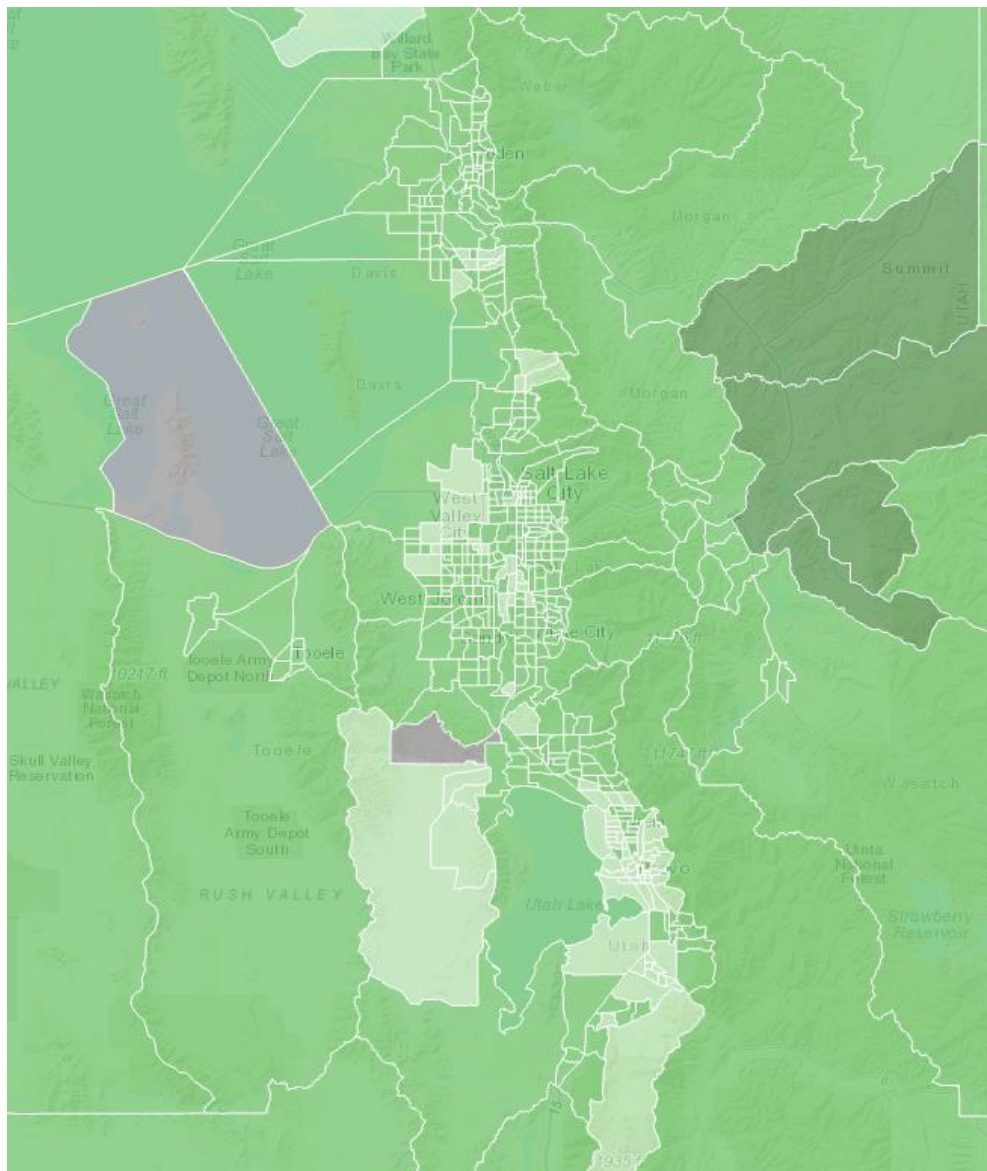 Willard
Bay State
Park
Weber
Great
Salt
Lake
Davis
Morgan
Summit
UTAH
Davis
Morgan
Great
Salt
Lake
Great
Salt
Lake
Salt Lake
City
West
Valley
City
West Jordan
Tooele
Tooele Army
Depot North
10217 ft
VALLEY
Wasatch
National
Forest
Tooele
Skull Valley
Reservation
11747 ft
Wasatch
Tooele
Army Depot
South
Uinta
National
Forest
RUSH VALLEY
Utah Lake
Strawberry
Reservoir
Utah
15